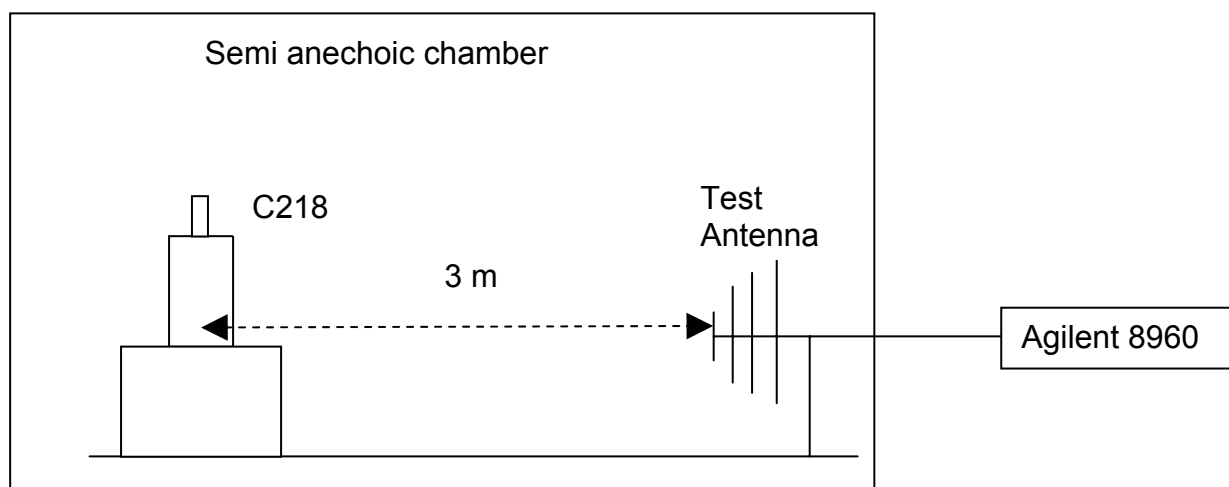 Semi anechoic chamber
C218
Test
Antenna
3 m
Agilent 8960